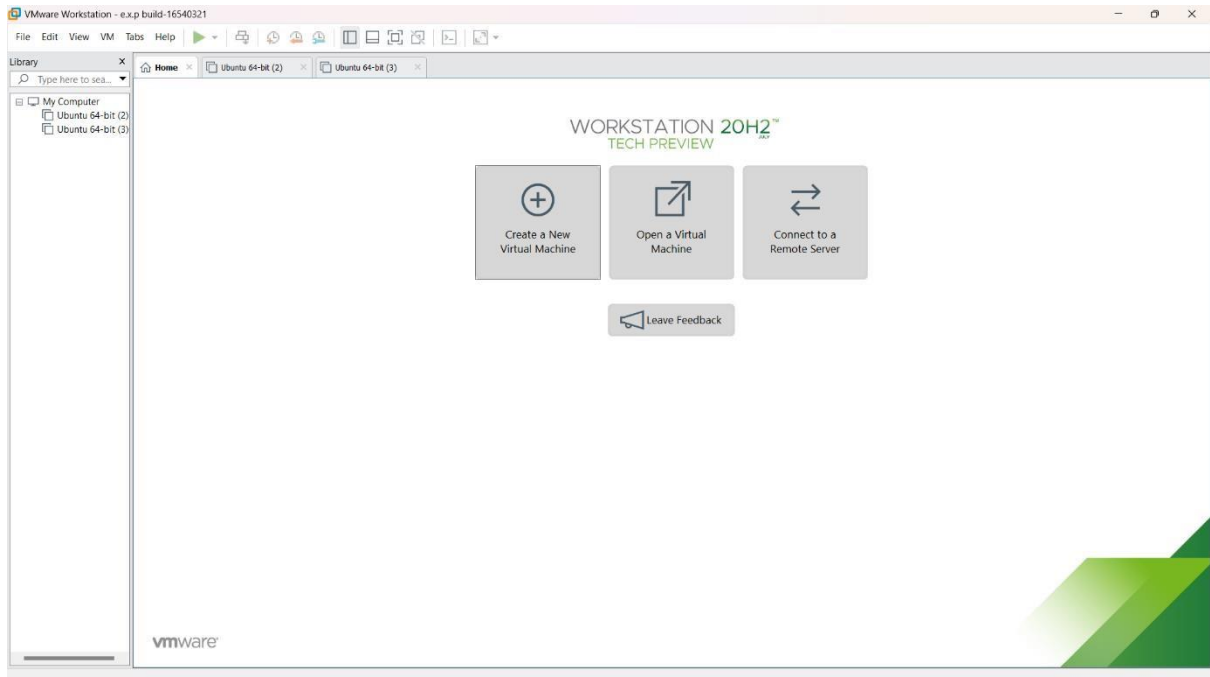 VMware Workstation - e.x.p build-16540321
File Edit View VM Tabs Help
Library X
Type here to sea...
Home
Ubuntu 64-bit (2)
Ubuntu 64-bit (3)
My Computer
Ubuntu 64-bit (2)
Ubuntu 64-bit (3)
WORKSTATION 20H2™
JULY
TECH PREVIEW
Create a New
Virtual Machine
Open a Virtual
Machine
Connect to a
Remote Server
Leave Feedback
vmware